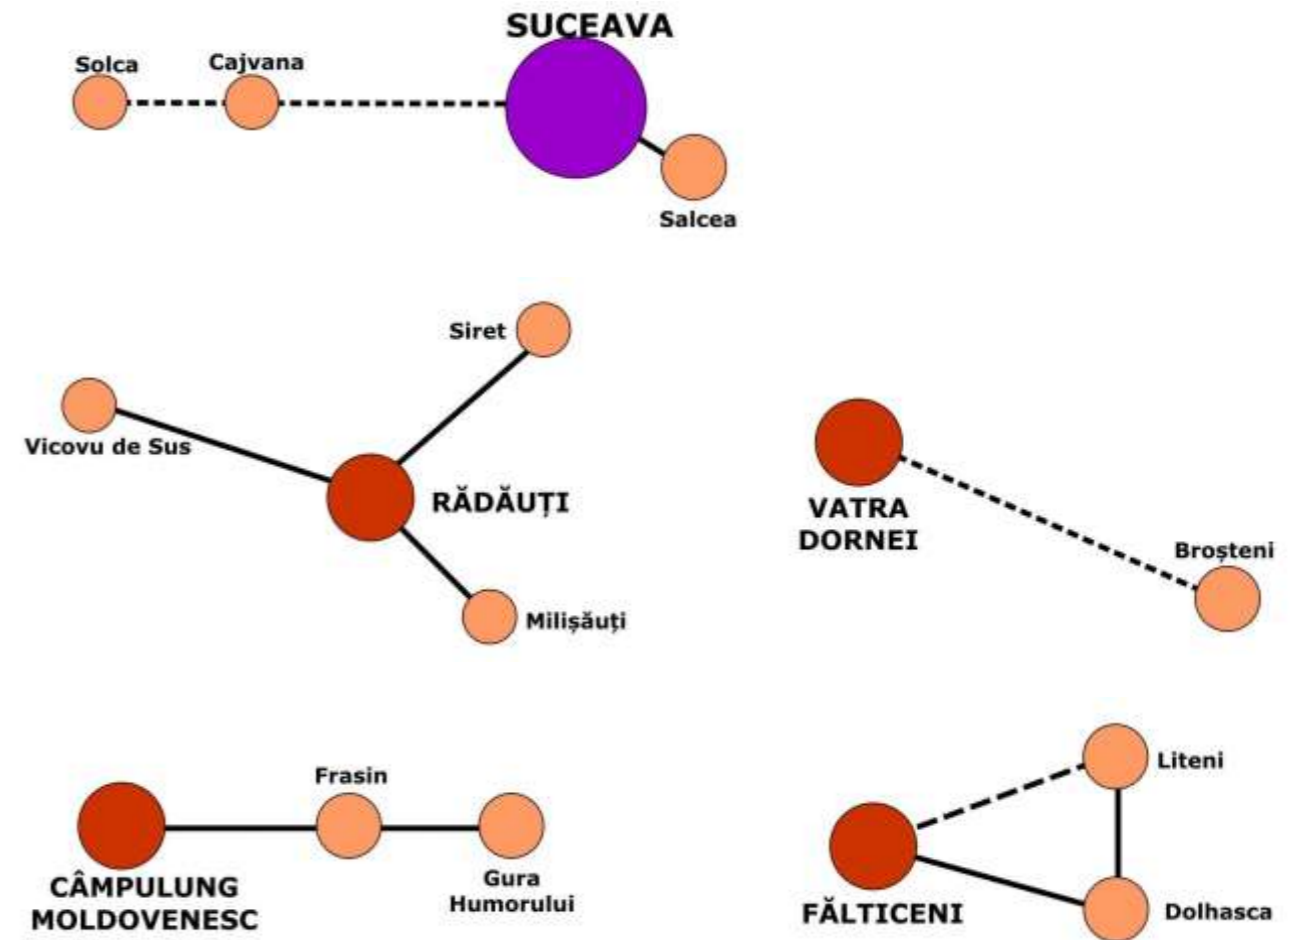 SUCEAVA
Solca
Cajvana
Salcea
Siret
Vicovu de Sus
RĂDĂUȚI
Milișăuți
VATRA
DORNEI
Broșteni
Frasin
CÂMPULUNG
MOLDOVENESC
Gura
Humorului
Liteni
FĂLTICENI
Dolhasca